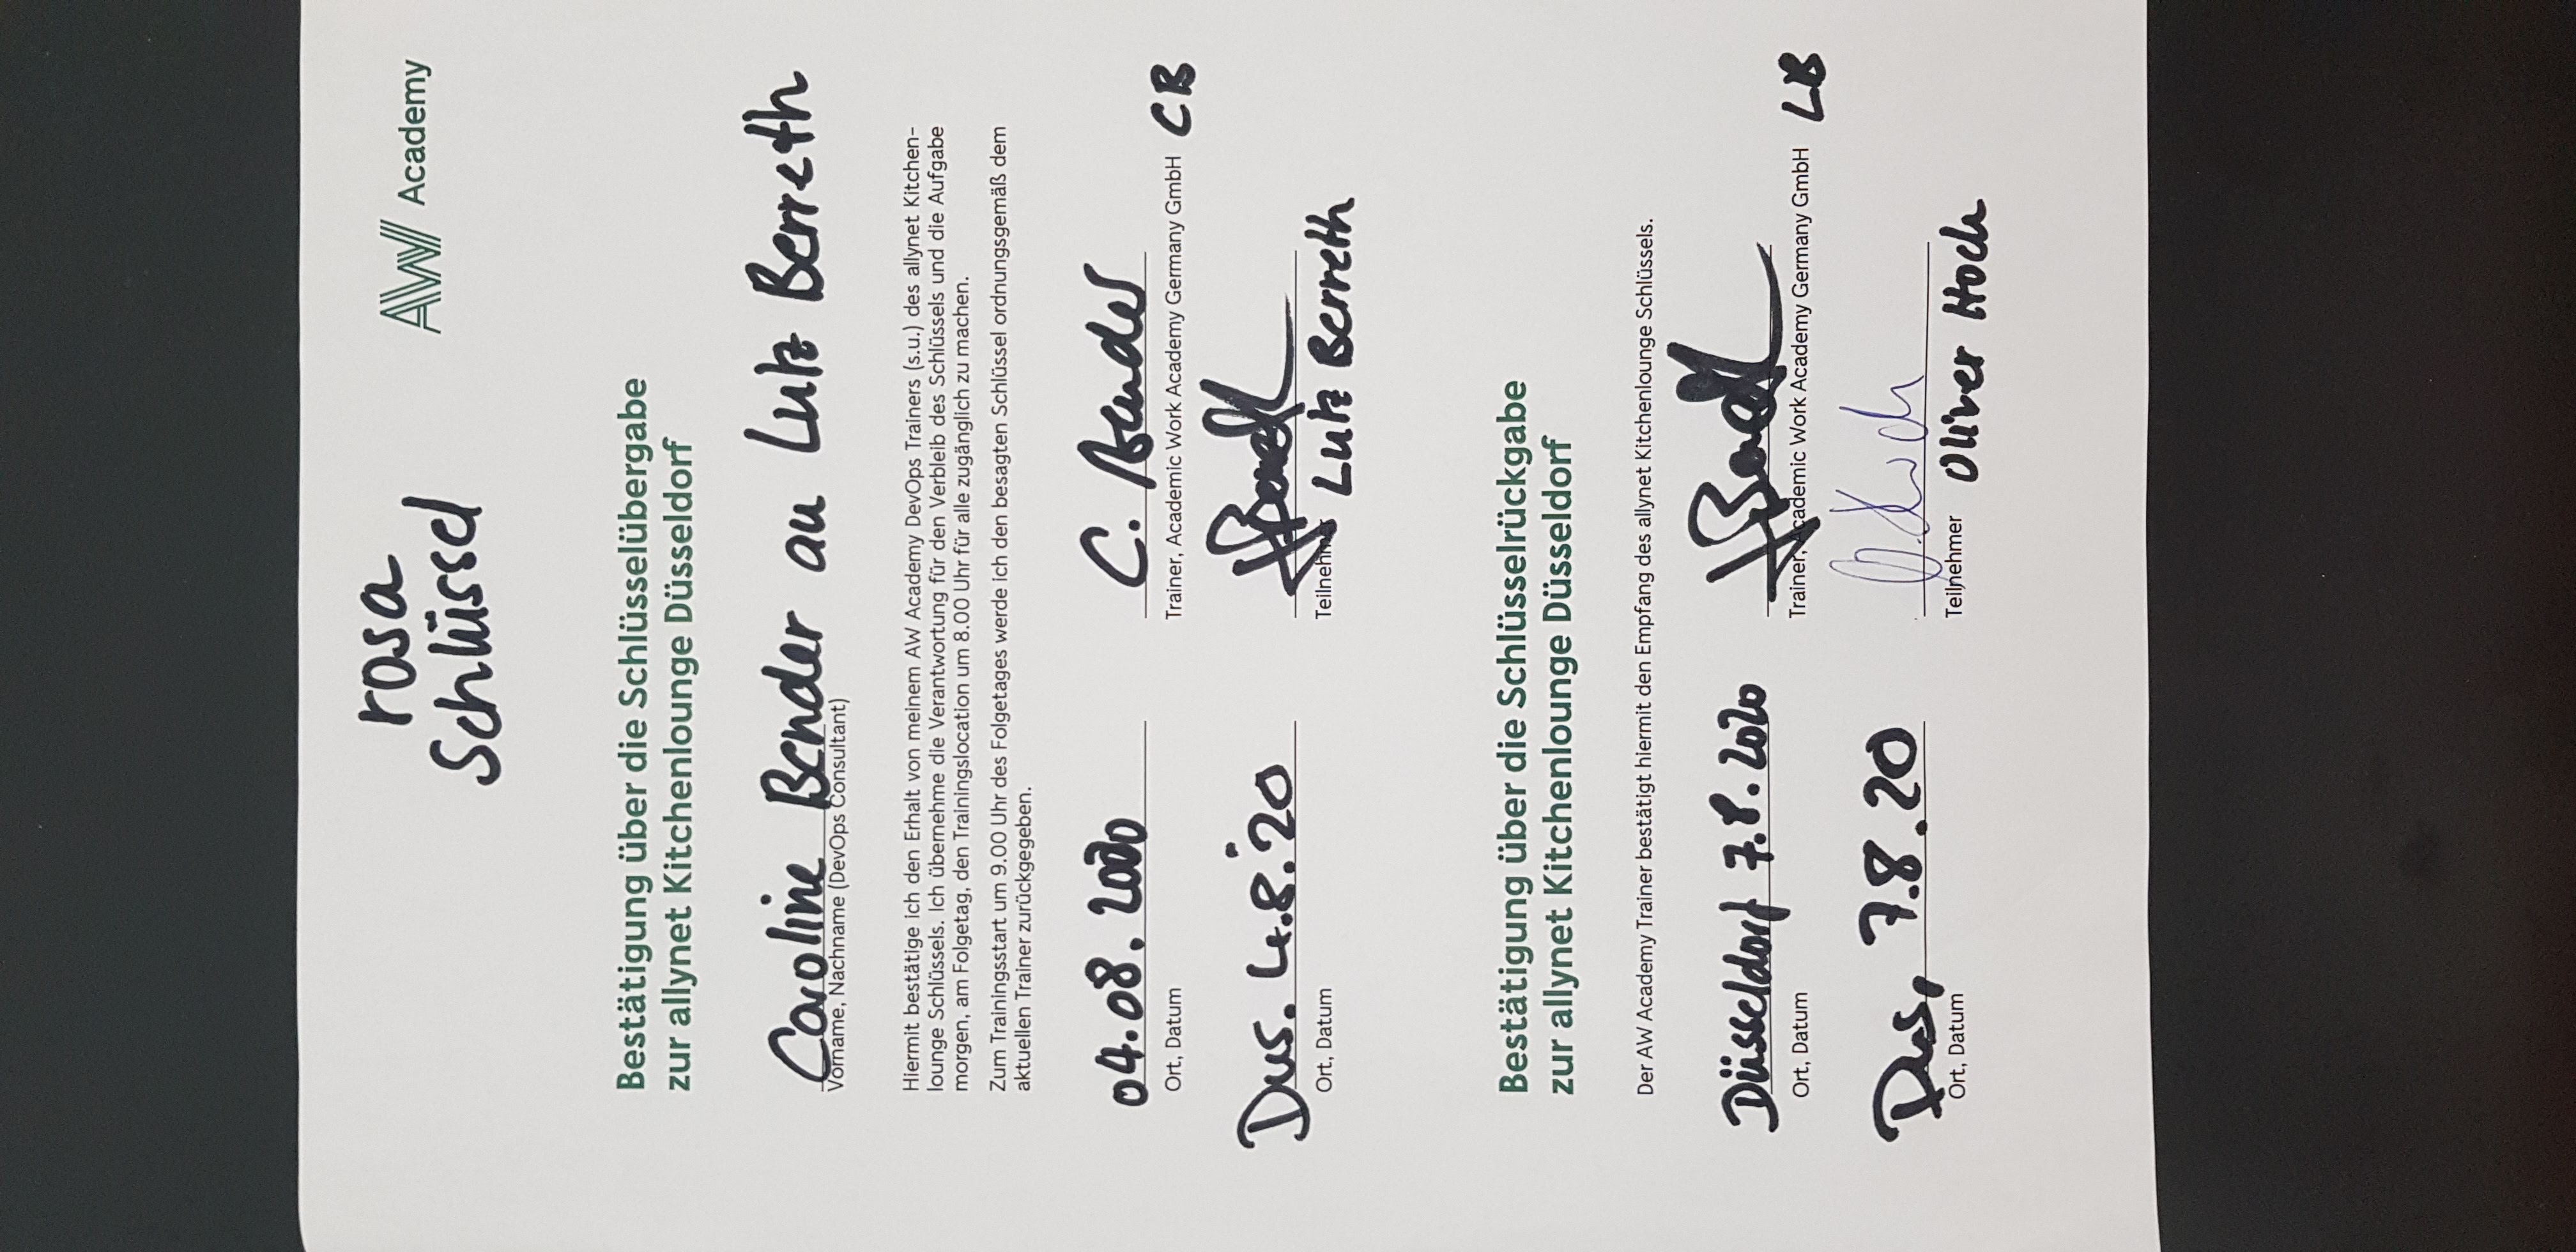 rosa
Schlüssel
AW Academy
Bestätigung über die Schlüsselübergabe
zur allynet Kitchenlounge Düsseldorf
Caroline Bender an Lutz Berreth
Vorname, Nachname (DevOps Consultant)
Hiermit bestätige ich den Erhalt von meinem AW Academy DevOps Trainers (s.u.) des allynet Kitchen-
lounge Schlüssels. Ich übernehme die Verantwortung für den Verbleib des Schlüssels und die Aufgabe
morgen, am Folgetag, den Trainingslocation um 8.00 Uhr für alle zugänglich zu machen.
Zum Trainingsstart um 9.00 Uhr des Folgetages werde ich den besagten Schlüssel ordnungsgemäß dem
aktuellen Trainer zurückgegeben.
04.08.2020 C. Bender
Ort, Datum Trainer, Academic Work Academy Germany GmbH CB
Dus. 4.8.20
Ort, Datum Teilnehmer Lutz Berreth
Bestätigung über die Schlüsselrückgabe
zur allynet Kitchenlounge Düsseldorf
Der AW Academy Trainer bestätigt hiermit den Empfang des allynet Kitchenlounge Schlüssels.
Düsseldorf 7.8.2020
Ort, Datum Trainer, Academic Work Academy Germany GmbH LB
Dus, 7.8.20
Ort, Datum Teilnehmer Oliver Hoch